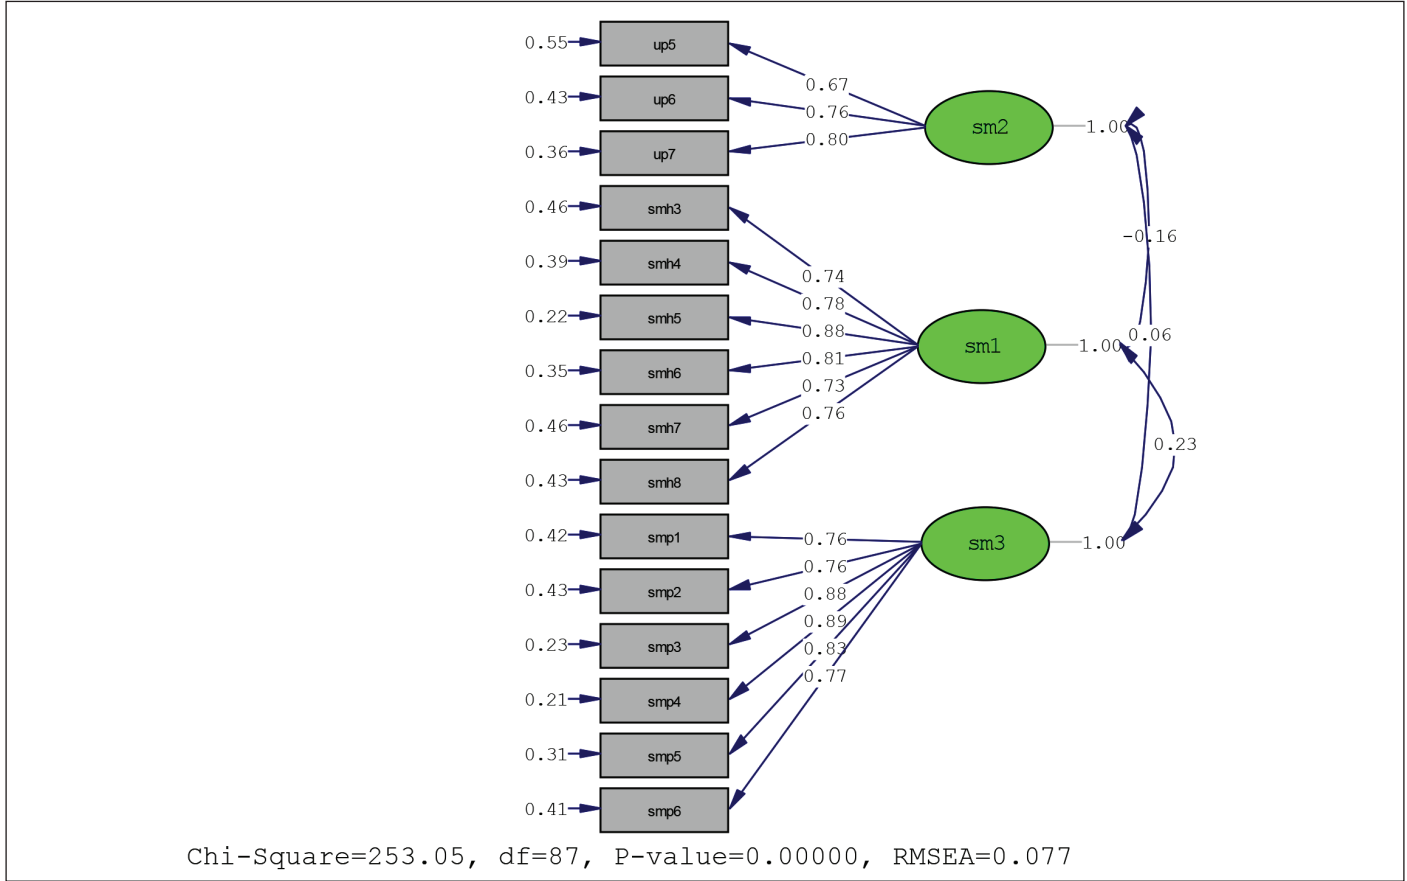 0.55 up5
0.67
0.43 up6
0.76
sm2 1.00
0.36 up7
0.80
0.46 smh3
-0.16
0.39 smh4
0.74
0.78
0.22 smh5
0.88
0.06
sm1 1.00
0.35 smh6
0.81
0.73
0.76
0.46 smh7
0.23
0.43 smh8
0.42 smp1
0.76
sm3 1.00
0.76
0.43 smp2
0.88
0.89
0.23 smp3
0.83
0.77
0.21 smp4
0.31 smp5
0.41 smp6
Chi-Square=253.05, df=87, P-value=0.00000, RMSEA=0.077